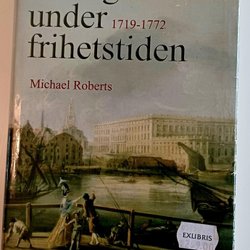 under 1719-1772
frihetstiden
Michael Roberts
EXLIBRIS